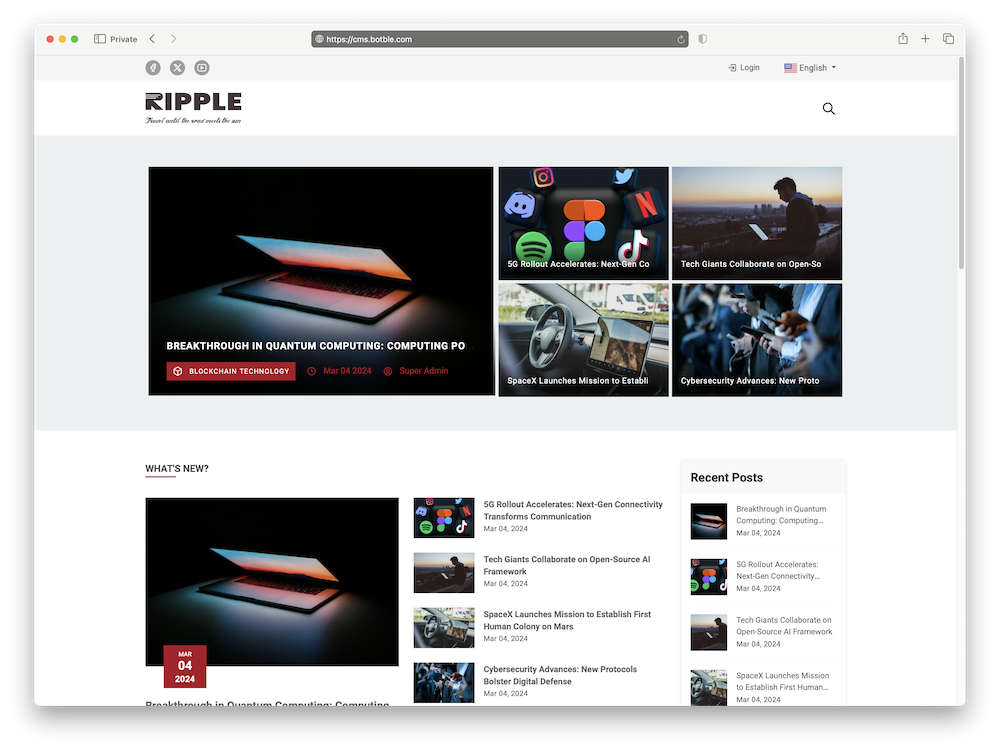 Private
https://cms.botble.com
Login
English
RIPPLE
Travel until the road meets the sun
BREAKTHROUGH IN QUANTUM COMPUTING: COMPUTING PO
BLOCKCHAIN TECHNOLOGY
Mar 04 2024
Super Admin
5G Rollout Accelerates: Next-Gen Co
Tech Giants Collaborate on Open-So
SpaceX Launches Mission to Establi
Cybersecurity Advances: New Proto
WHAT'S NEW?
MAR
04
2024
Breakthrough in Quantum Computing: Computing
5G Rollout Accelerates: Next-Gen Connectivity
Transforms Communication
Mar 04, 2024
Tech Giants Collaborate on Open-Source AI
Framework
Mar 04, 2024
SpaceX Launches Mission to Establish First
Human Colony on Mars
Mar 04, 2024
Cybersecurity Advances: New Protocols
Bolster Digital Defense
Mar 04, 2024
Recent Posts
Breakthrough in Quantum
Computing: Computing...
Mar 04, 2024
5G Rollout Accelerates:
Next-Gen Connectivity...
Mar 04, 2024
Tech Giants Collaborate on
Open-Source AI Framework
Mar 04, 2024
SpaceX Launches Mission
to Establish First Human...
Mar 04, 2024